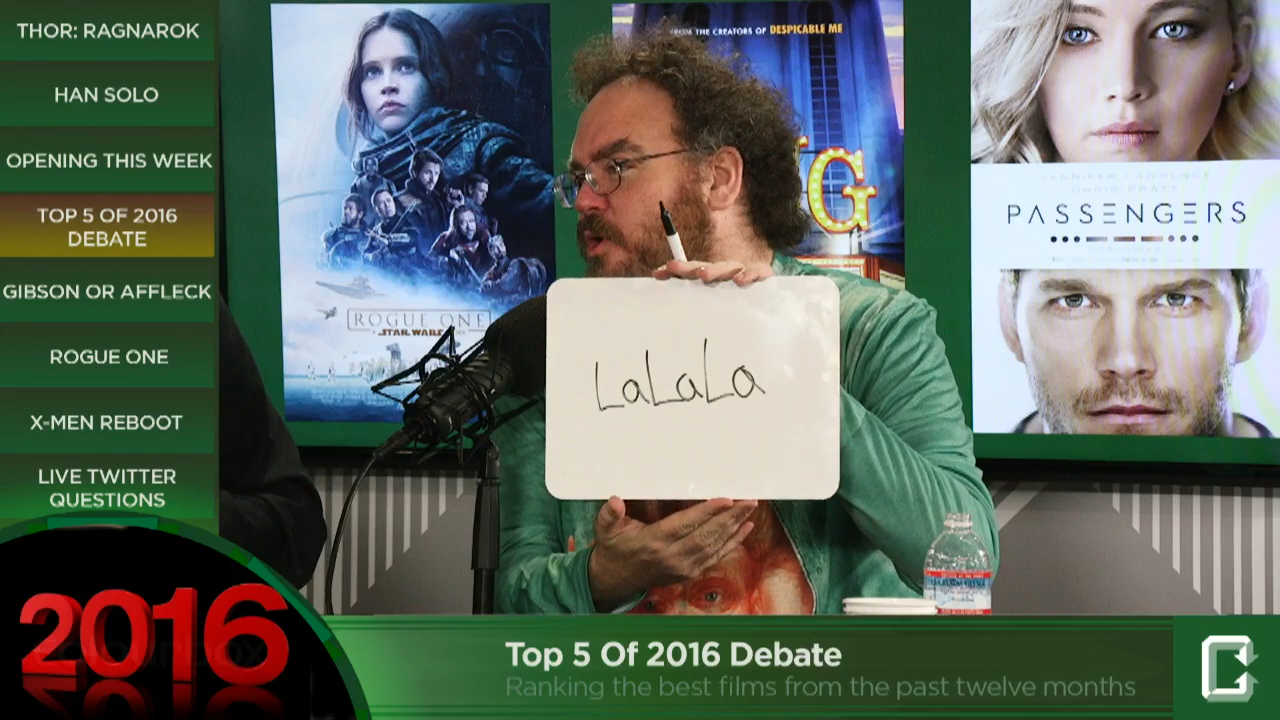 THOR: RAGNAROK
HAN SOLO
OPENING THIS WEEK
TOP 5 OF 2016
DEBATE
GIBSON OR AFFLECK
ROGUE ONE
X-MEN REBOOT
LIVE TWITTER
QUESTIONS
2016
FROM THE CREATORS OF DESPICABLE ME
G
ROGUE ONE
A STAR WARS
JENNIFER LAWRENCE
CHRIS PRATT
PASSENGERS
LaLaLa
Top 5 Of 2016 Debate
Ranking the best films from the past twelve months